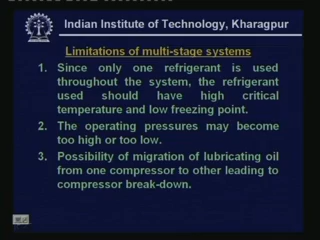 Indian Institute of Technology, Kharagpur
Limitations of multi-stage systems
1. Since only one refrigerant is used
throughout the system, the refrigerant
used should have high critical
temperature and low freezing point.
2. The operating pressures may become
too high or too low.
3. Possibility of migration of lubricating oil
from one compressor to other leading to
compressor break-down.